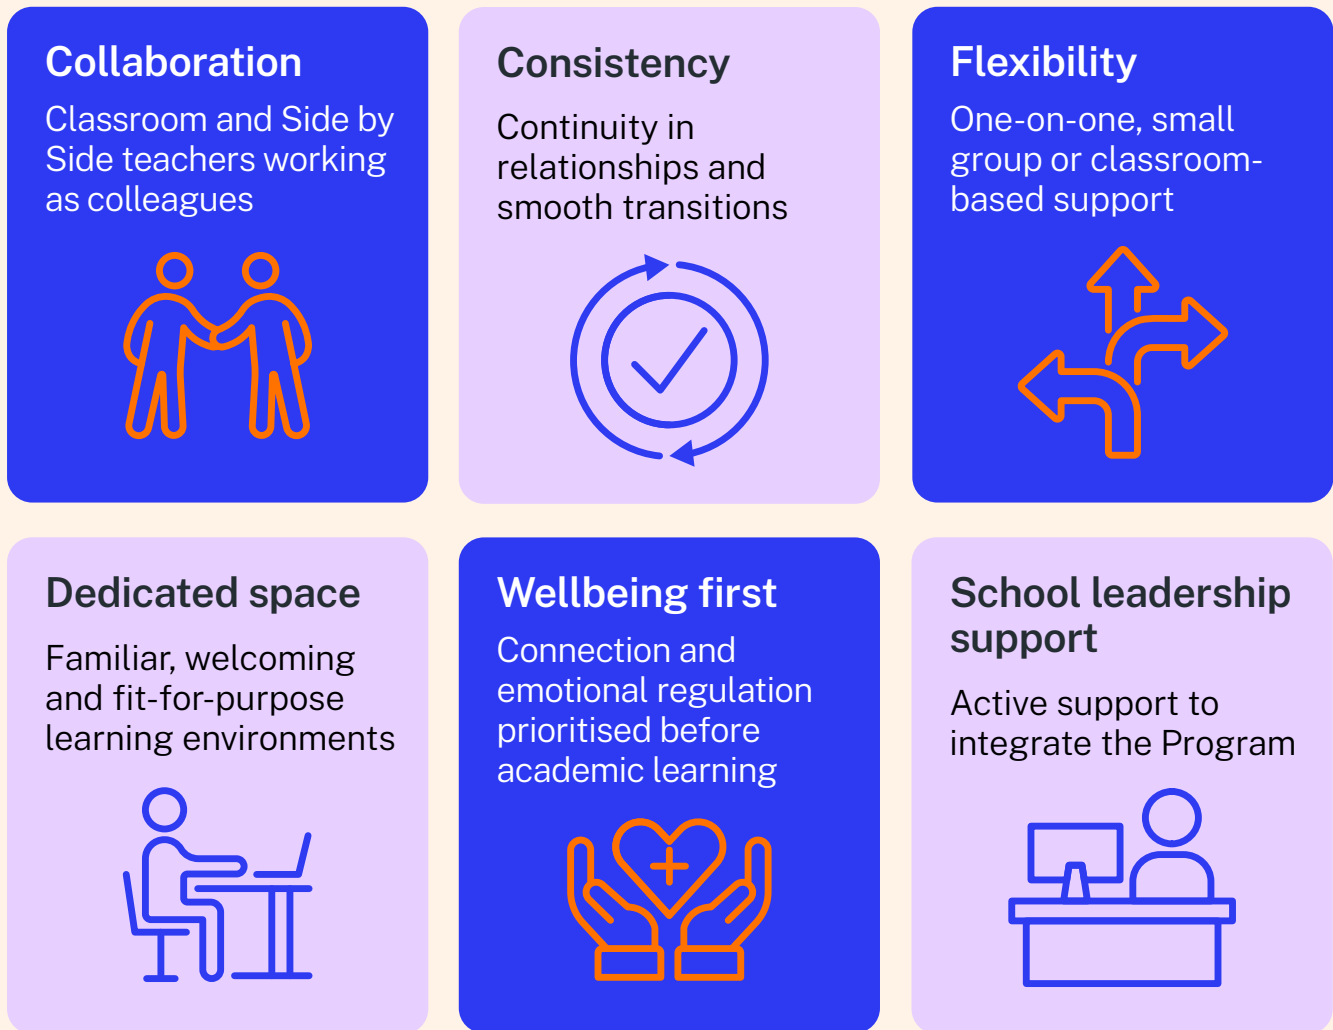 Collaboration
Classroom and Side by
Side teachers working
as colleagues
Consistency
Continuity in
relationships and
smooth transitions
Flexibility
One-on-one, small
group or classroom-
based support
Dedicated space
Familiar, welcoming
and fit-for-purpose
learning environments
Wellbeing first
Connection and
emotional regulation
prioritised before
academic learning
School leadership
support
Active support to
integrate the Program